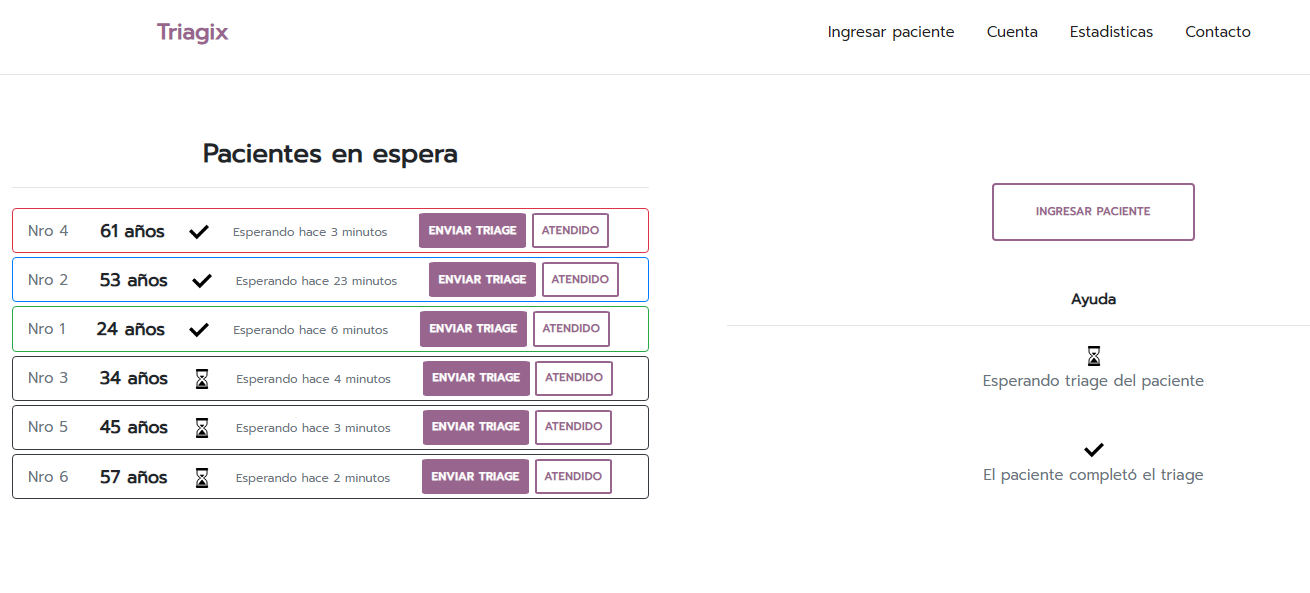 Triagix
Ingresar paciente Cuenta Estadisticas Contacto
Pacientes en espera
Nro 4 61 años Esperando hace 3 minutos ENVIAR TRIAGE ATENDIDO
Nro 2 53 años Esperando hace 23 minutos ENVIAR TRIAGE ATENDIDO
Nro 1 24 años Esperando hace 6 minutos ENVIAR TRIAGE ATENDIDO
Nro 3 34 años Esperando hace 4 minutos ENVIAR TRIAGE ATENDIDO
Nro 5 45 años Esperando hace 3 minutos ENVIAR TRIAGE ATENDIDO
Nro 6 57 años Esperando hace 2 minutos ENVIAR TRIAGE ATENDIDO
INGRESAR PACIENTE
Ayuda
Esperando triage del paciente
El paciente completó el triage